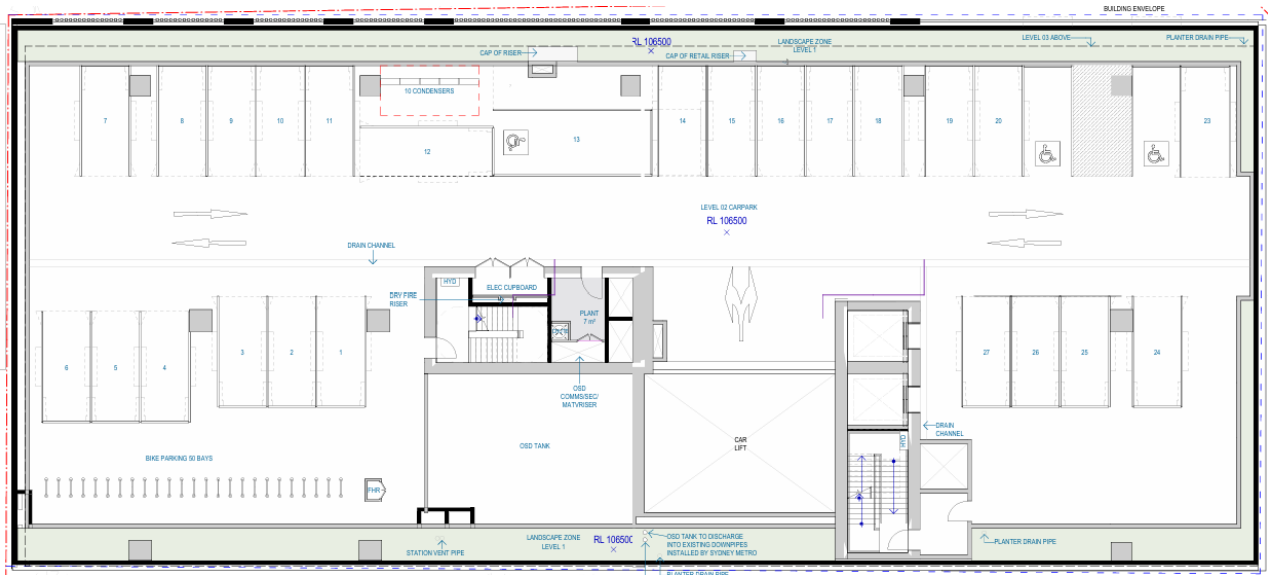 BUILDING ENVELOPE
RL 106500
LANDSCAPE ZONE
LEVEL 1
LEVEL 03 ABOVE
PLANTER DRAIN PIPE
CAP OF RISER
CAP OF RETAIL RISER
10 CONDENSERS
7
8
9
10
11
12
13
14
15
16
17
18
19
20
23
LEVEL 02 CARPARK
RL 106500
DRAIN CHANNEL
HYD
ELEC CUPBOARD
DRY FIRE
RISER
PLANT
7 m²
6
5
4
3
2
1
27
26
25
24
OSD
COMMS/SEC/
MATVRISER
OSD TANK
CAR
LIFT
DRAIN
CHANNEL
HYD
BIKE PARKING 50 BAYS
FHR
STATION VENT PIPE
LANDSCAPE ZONE
LEVEL 1
RL 106500
OSD TANK TO DISCHARGE
INTO EXISTING DOWNPIPES
INSTALLED BY SYDNEY METRO
PLANTER DRAIN PIPE
PLANTER DRAIN PIPE